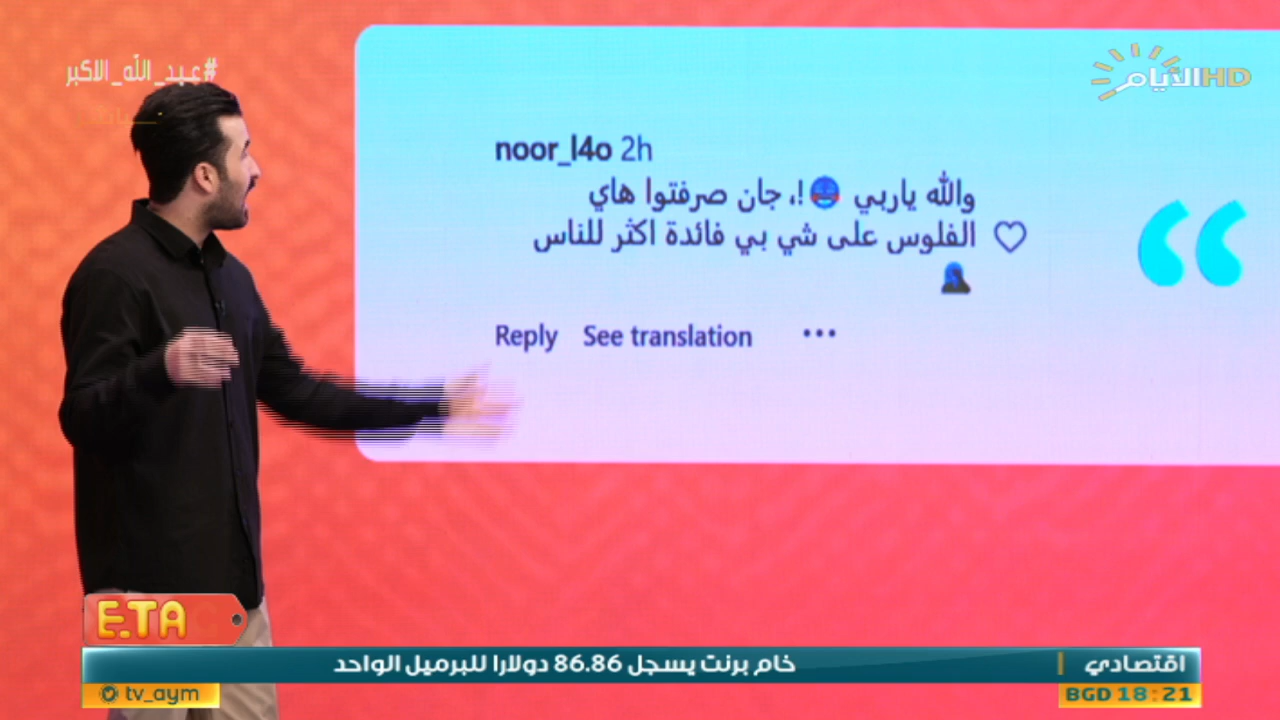 #عبد_الله_الاكبر
الأيام HD
noor_l4o 2h
والله ياربي !، جان صرفتوا هاي
الفلوس على شي بي فائدة اكثر للناس
Reply See translation •••
E.TA
اقتصادي
خام برنت يسجل 86.86 دولارا للبرميل الواحد
tv_aym
BGD 18:21